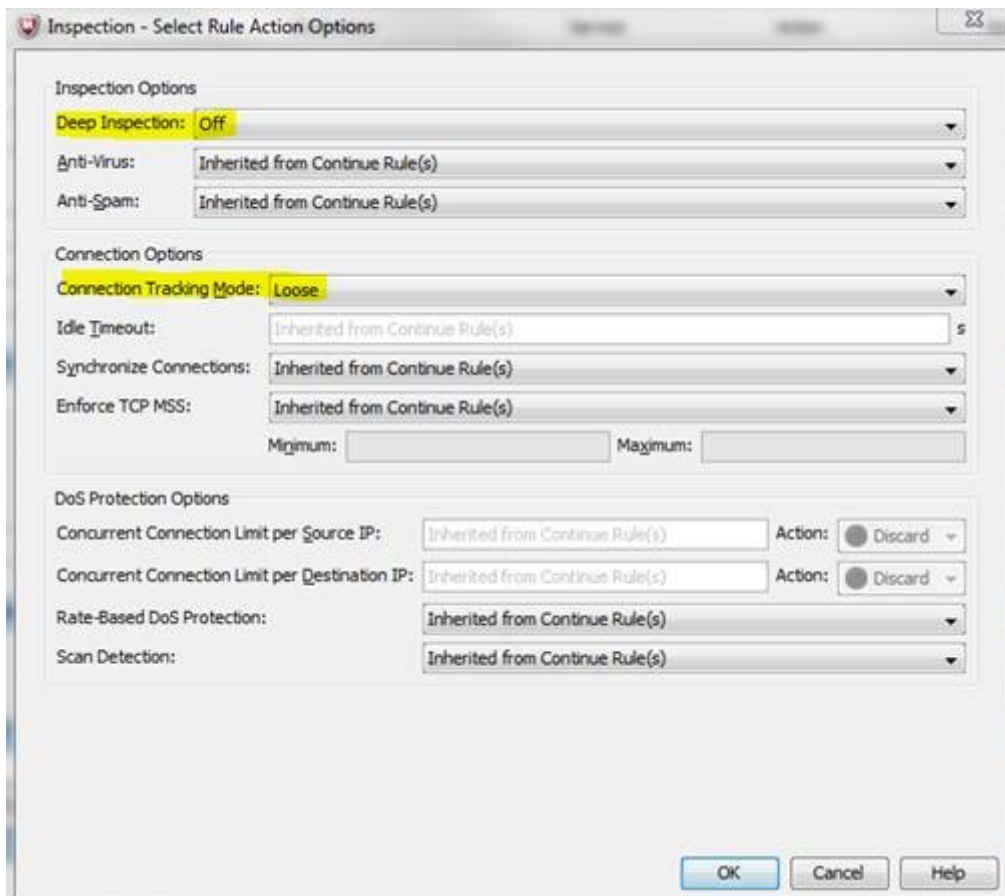 Inspection - Select Rule Action Options
Inspection Options
Deep Inspection: Off
Anti-Virus: Inherited from Continue Rule(s)
Anti-Spam: Inherited from Continue Rule(s)
Connection Options
Connection Tracking Mode: Loose
Idle Timeout: Inherited from Continue Rule(s) s
Synchronize Connections: Inherited from Continue Rule(s)
Enforce TCP MSS: Inherited from Continue Rule(s)
Minimum: Maximum:
DoS Protection Options
Concurrent Connection Limit per Source IP: Inherited from Continue Rule(s) Action: Discard
Concurrent Connection Limit per Destination IP: Inherited from Continue Rule(s) Action: Discard
Rate-Based DoS Protection: Inherited from Continue Rule(s)
Scan Detection: Inherited from Continue Rule(s)
OK Cancel Help